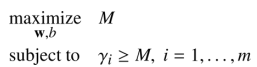 maximize M
w,b
subject to γᵢ ≥ M, i = 1, . . . , m